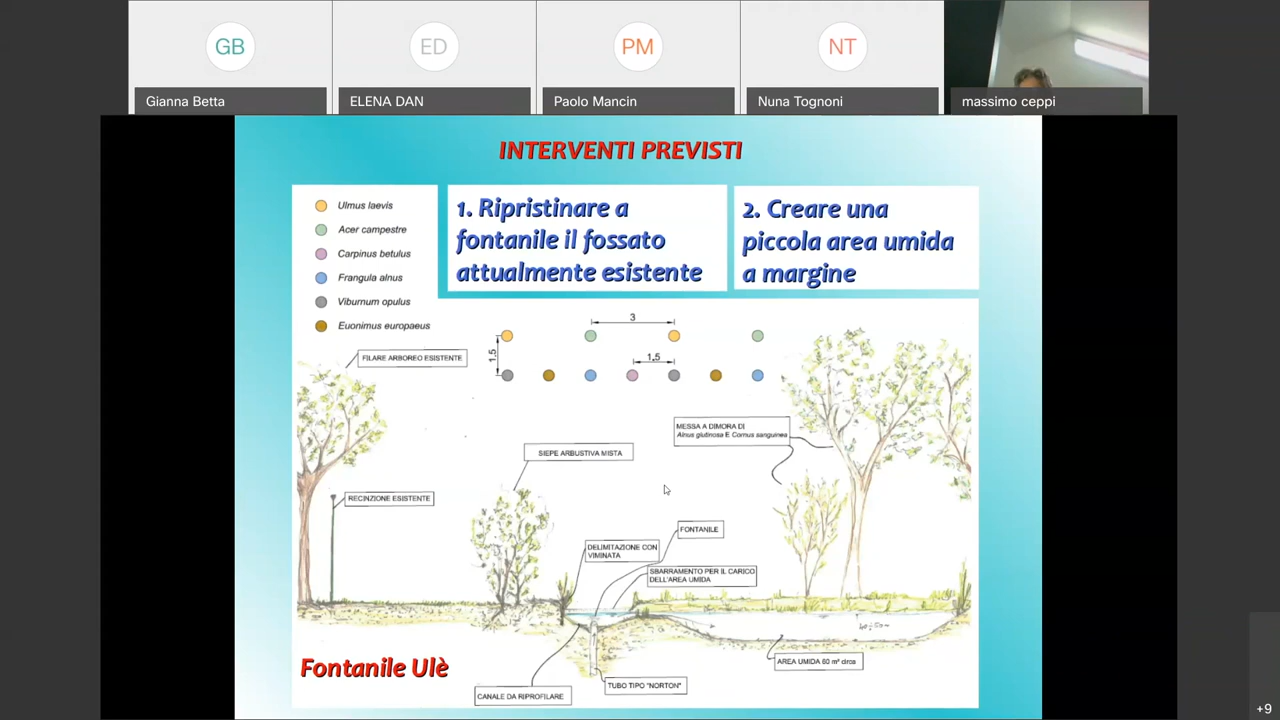 GB
ED
PM
NT
Gianna Betta
ELENA DAN
Paolo Mancin
Nuna Tognoni
massimo ceppi
INTERVENTI PREVISTI
Ulmus laevis
Acer campestre
Carpinus betulus
Frangula alnus
Viburnum opulus
Euonimus europaeus
1. Ripristinare a
fontanile il fossato
attualmente esistente
2. Creare una
piccola area umida
a margine
3
1,5
1,5
FILARE ARBOREO ESISTENTE
MESSA A DIMORA DI
Alnus glutinosa E Cornus sanguinea
SIEPE ARBUSTIVA MISTA
RECINZIONE ESISTENTE
FONTANILE
DELIMITAZIONE CON
VIMINATA
SBARRAMENTO PER IL CARICO
DELL'AREA UMIDA
AREA UMIDA 60 m² circa
Fontanile Ulè
TUBO TIPO "NORTON"
CANALE DA RIPROFILARE
+9